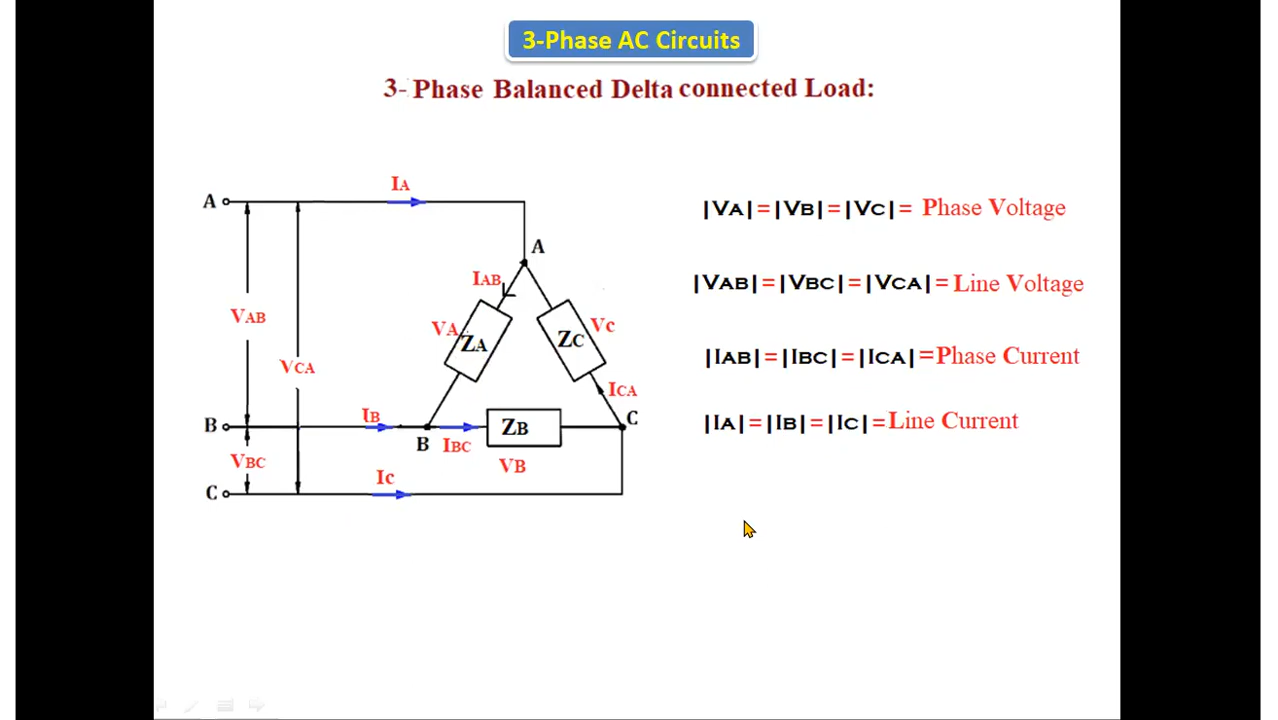 3-Phase AC Circuits
3- Phase Balanced Delta connected Load:
IA
A
A
IAB
VAB
VA
ZA
ZC
Vc
VCA
ICA
B
IB
B
IBC
ZB
C
VB
VBC
Ic
C
|VA|=|VB|=|VC|= Phase Voltage
|VAB|=|VBC|=|VCA|=Line Voltage
|IAB|=|IBC|=|ICA|=Phase Current
|IA|=|IB|=|IC|=Line Current